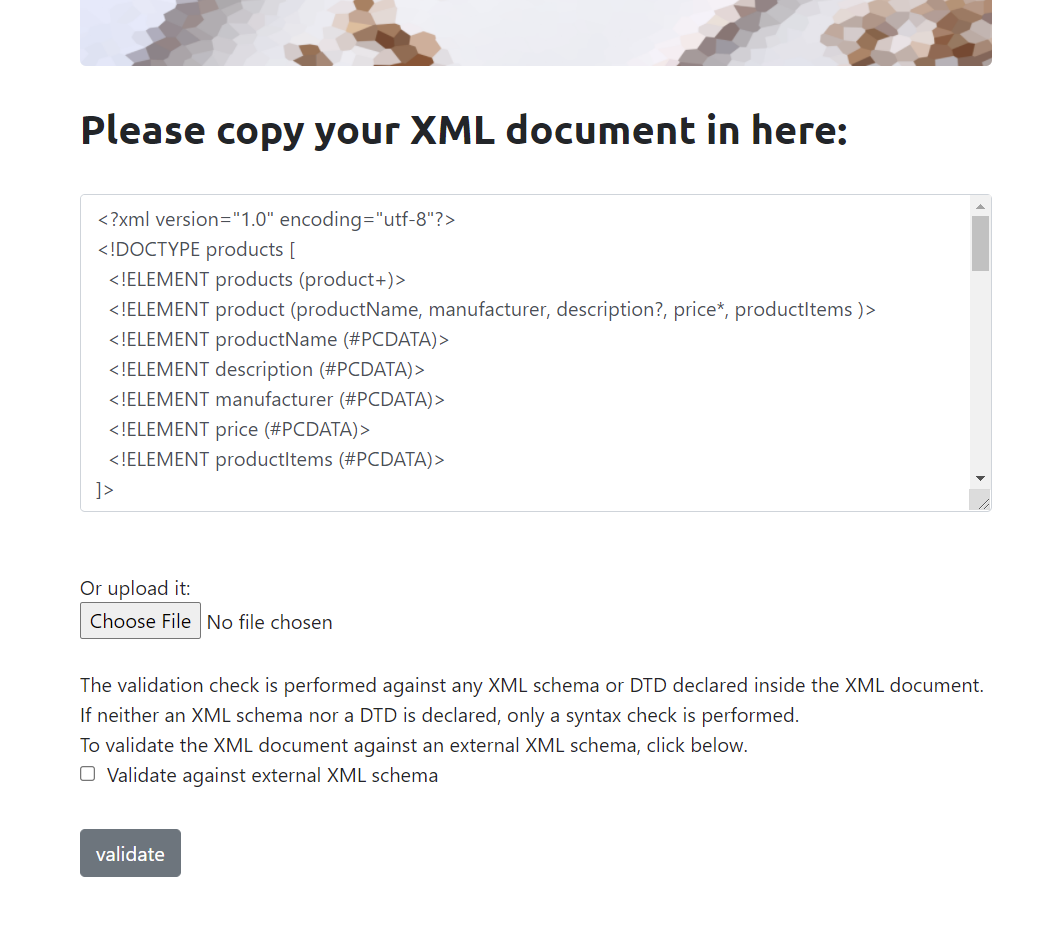 Please copy your XML document in here:
<?xml version="1.0" encoding="utf-8"?>
<!DOCTYPE products [
<!ELEMENT products (product+)>
<!ELEMENT product (productName, manufacturer, description?, price*, productItems )>
<!ELEMENT productName (#PCDATA)>
<!ELEMENT description (#PCDATA)>
<!ELEMENT manufacturer (#PCDATA)>
<!ELEMENT price (#PCDATA)>
<!ELEMENT productItems (#PCDATA)>
]>
Or upload it:
Choose File No file chosen
The validation check is performed against any XML schema or DTD declared inside the XML document.
If neither an XML schema nor a DTD is declared, only a syntax check is performed.
To validate the XML document against an external XML schema, click below.
Validate against external XML schema
validate